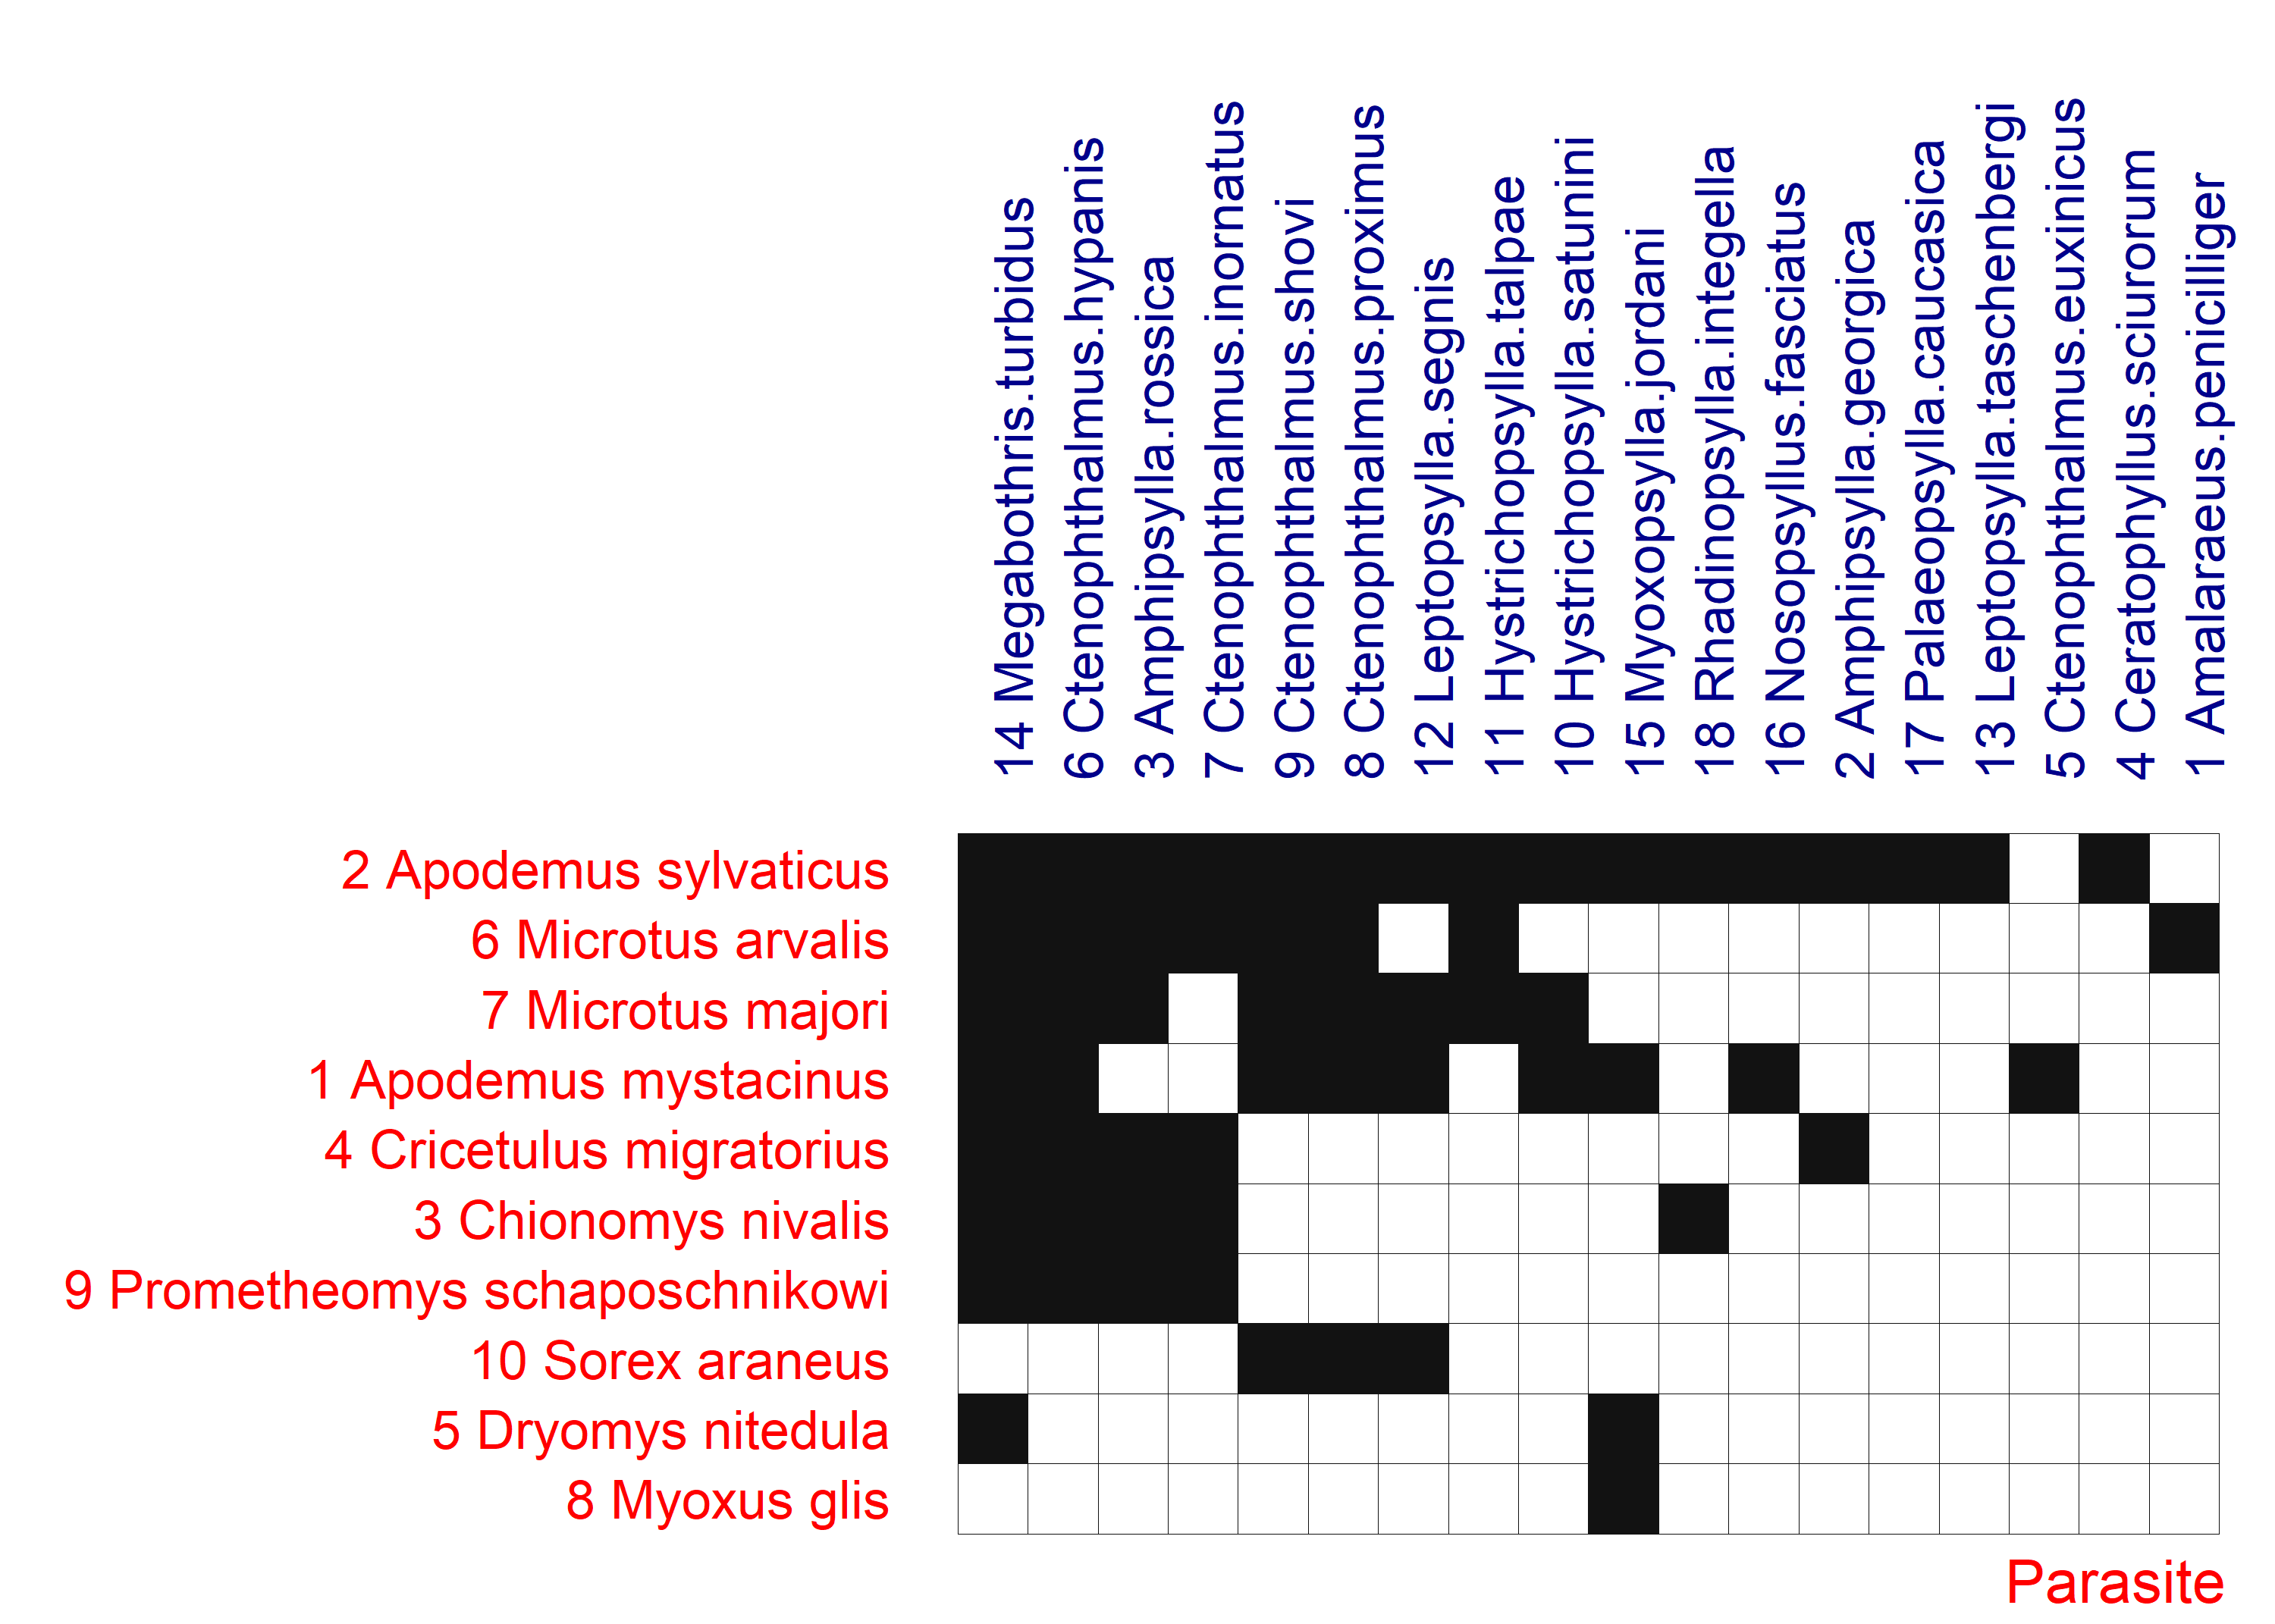 14 Megabothris.turbidus
6 Ctenophthalmus.hypanis
3 Amphipsylla.rossica
7 Ctenophthalmus.inornatus
9 Ctenophthalmus.shovi
8 Ctenophthalmus.proximus
12 Leptopsylla.segnis
11 Hystrichopsylla.talpae
10 Hystrichopsylla.satunini
15 Myoxopsylla.jordani
18 Rhadinopsylla.integella
16 Nosopsyllus.fasciatus
2 Amphipsylla.georgica
17 Palaeopsylla.caucasica
13 Leptopsylla.taschenbergi
5 Ctenophthalmus.euxinicus
4 Ceratophyllus.sciurorum
1 Amalaraeus.penicilliger
2 Apodemus sylvaticus
6 Microtus arvalis
7 Microtus majori
1 Apodemus mystacinus
4 Cricetulus migratorius
3 Chionomys nivalis
9 Prometheomys schaposchnikowi
10 Sorex araneus
5 Dryomys nitedula
8 Myoxus glis
Parasite